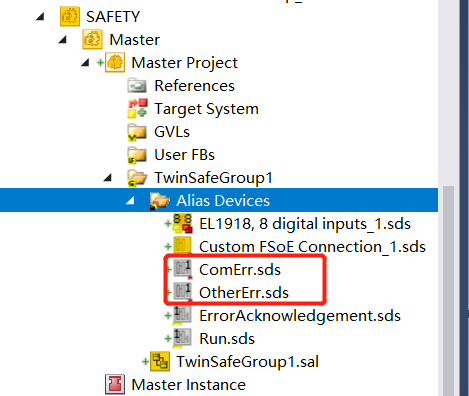 SAFETY
Master
Master Project
References
Target System
GVLs
User FBs
TwinSafeGroup1
Alias Devices
EL1918, 8 digital inputs_1.sds
Custom FSoE Connection_1.sds
ComErr.sds
OtherErr.sds
ErrorAcknowledgement.sds
Run.sds
TwinSafeGroup1.sal
Master Instance